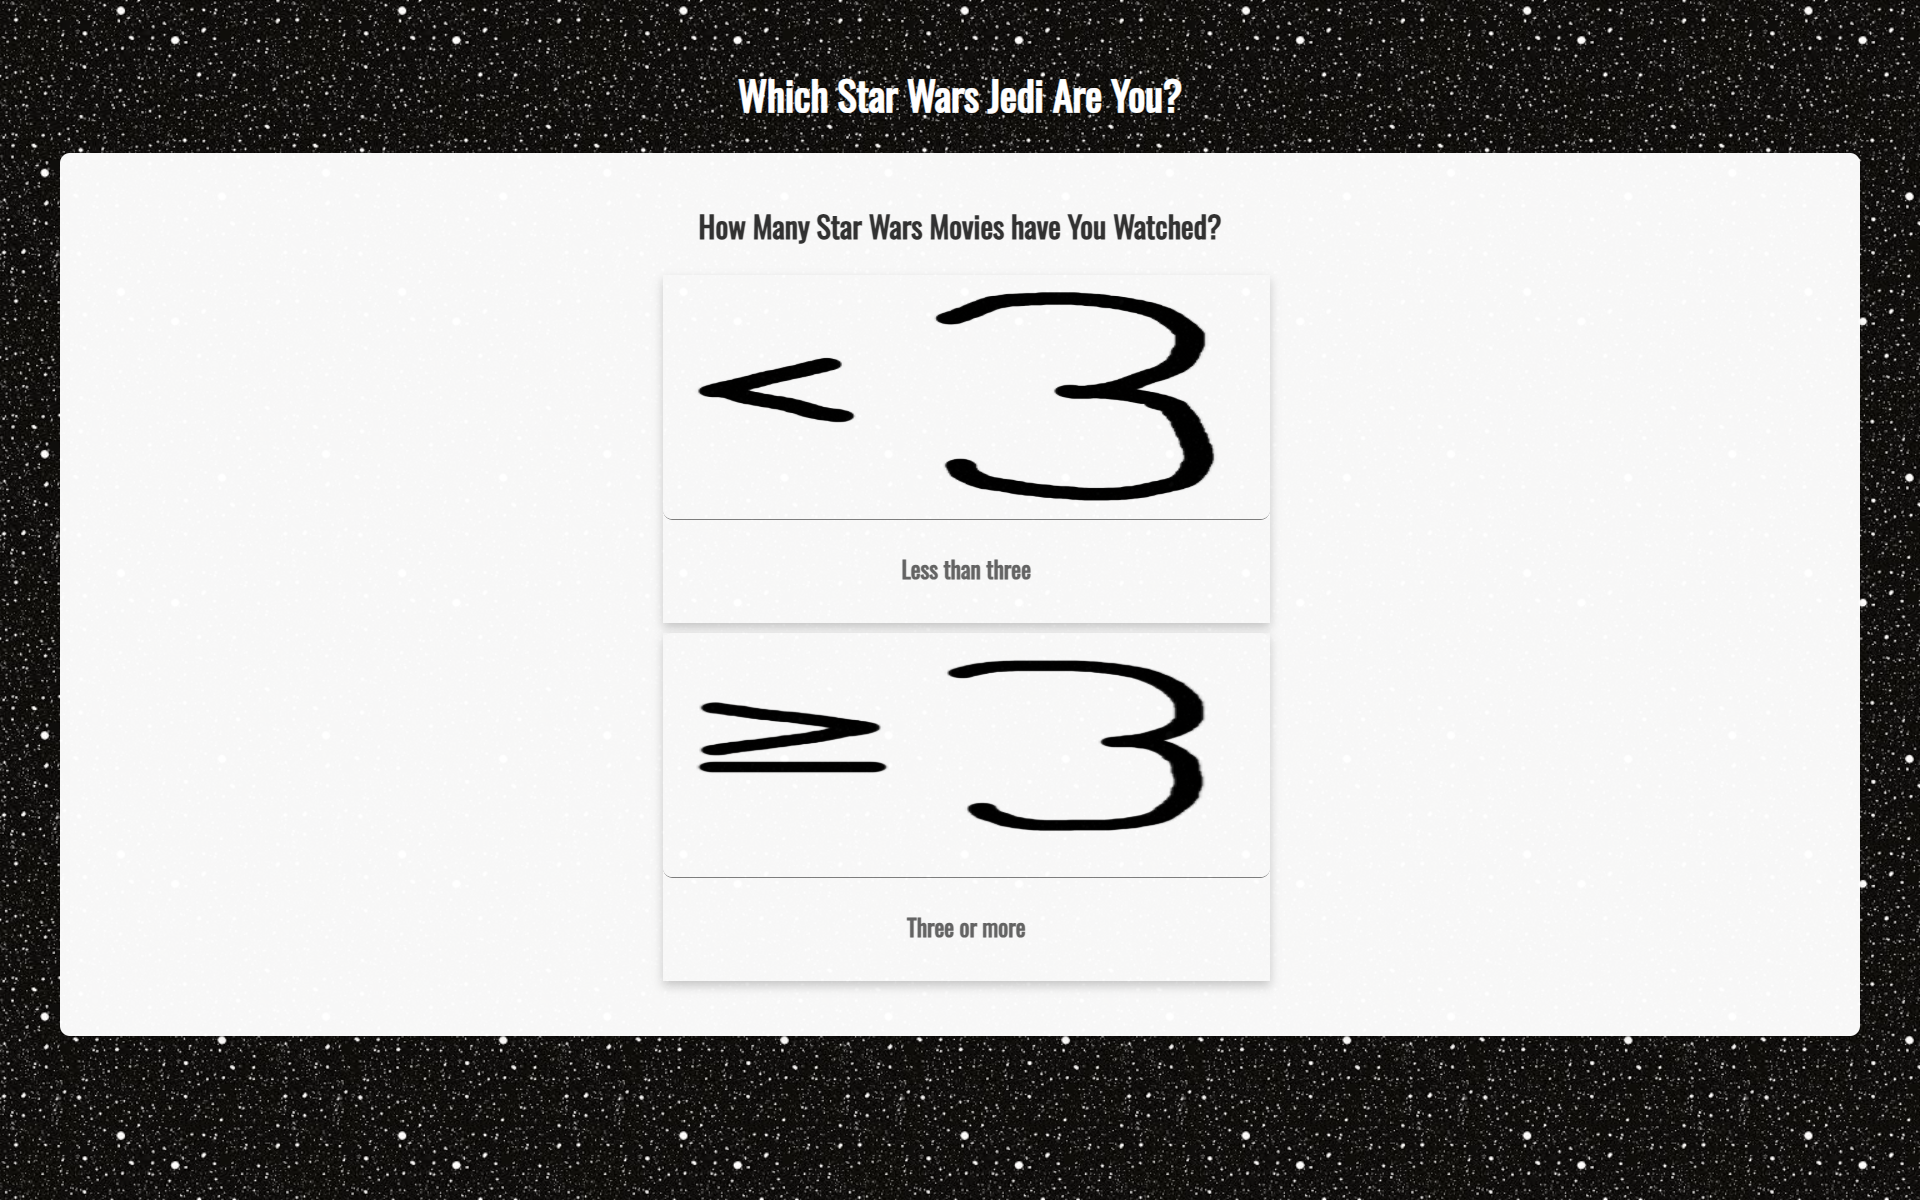 Which Star Wars Jedi Are You?
How Many Star Wars Movies have You Watched?
< 3
Less than three
≥ 3
Three or more